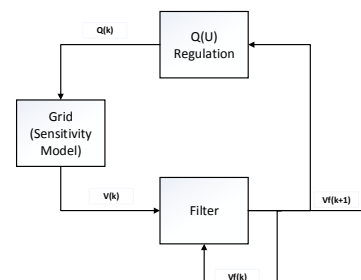 Q(k)
Q(U)
Regulation
Grid
(Sensitivity
Model)
V(k)
Filter
Vf(k+1)
Vf(k)